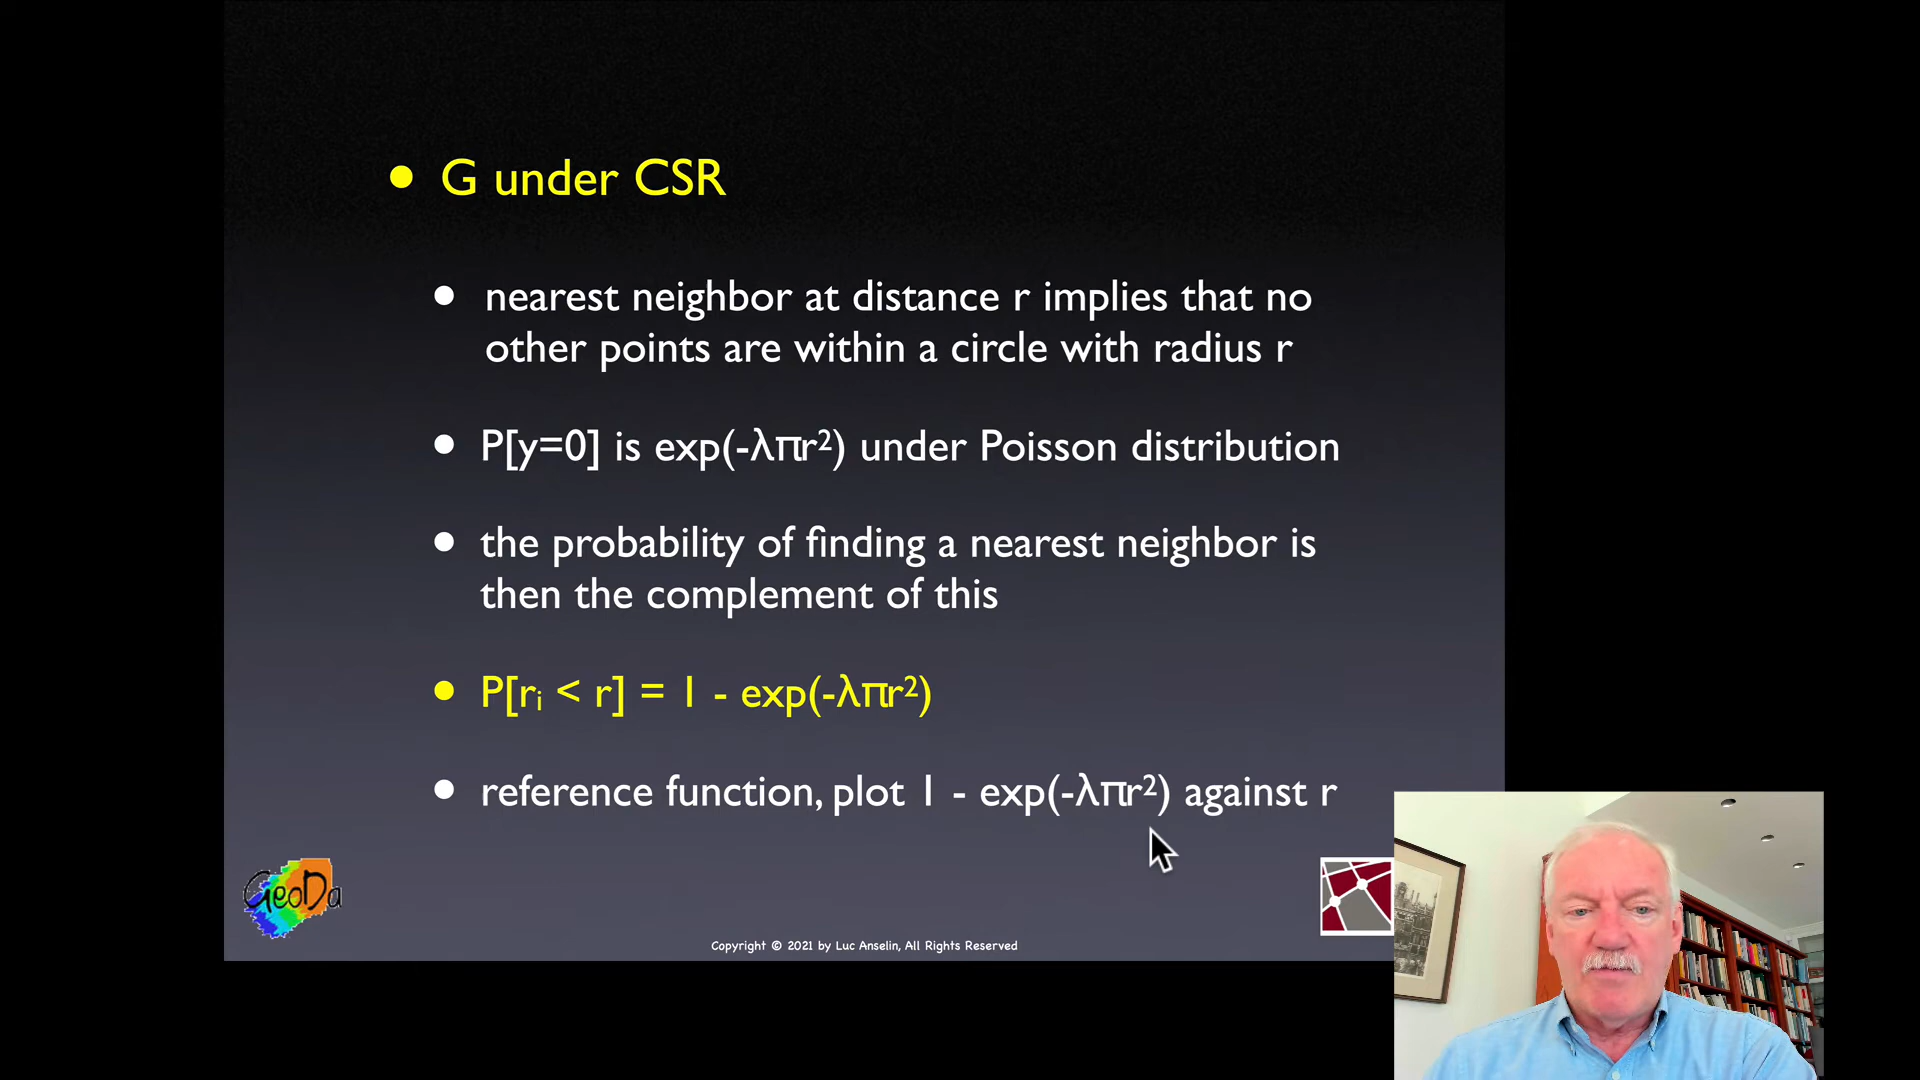 • G under CSR
• nearest neighbor at distance r implies that no
other points are within a circle with radius r
• P[y=0] is exp(-λπr²) under Poisson distribution
• the probability of finding a nearest neighbor is
then the complement of this
• P[rᵢ < r] = 1 - exp(-λπr²)
• reference function, plot 1 - exp(-λπr²) against r
GeoDa
Copyright © 2021 by Luc Anselin, All Rights Reserved